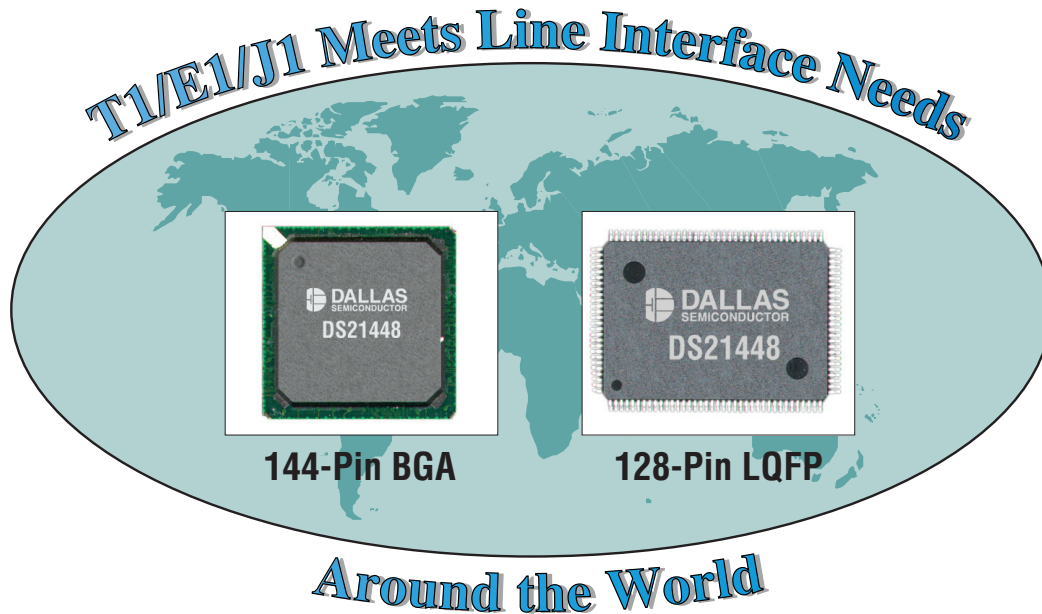 T1/E1/J1 Meets Line Interface Needs
DALLAS
SEMICONDUCTOR
DS21448
DALLAS
SEMICONDUCTOR
DS21448
144-Pin BGA
128-Pin LQFP
Around the World